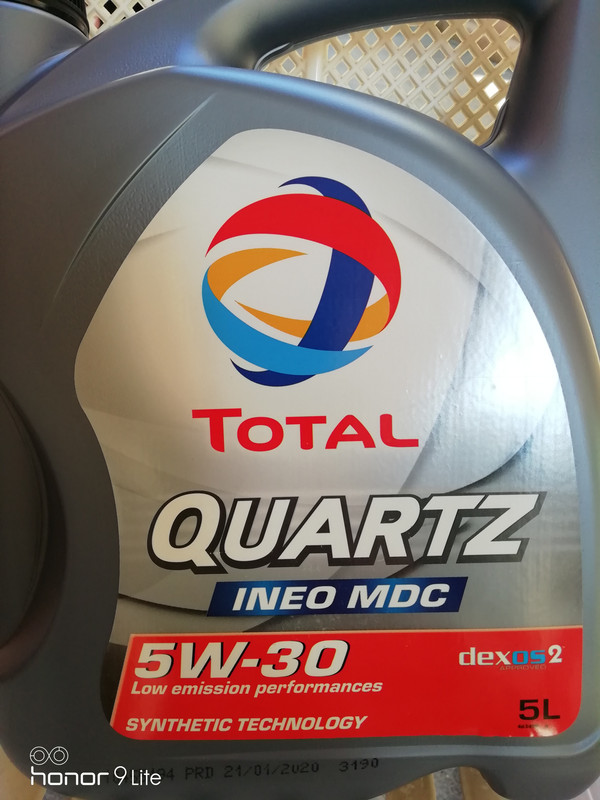 TOTAL
QUARTZ
INEO MDC
5W-30
Low emission performances
SYNTHETIC TECHNOLOGY
dexos2
APPROVED
5L
PRD 21/01/2020 3190
honor 9 Lite